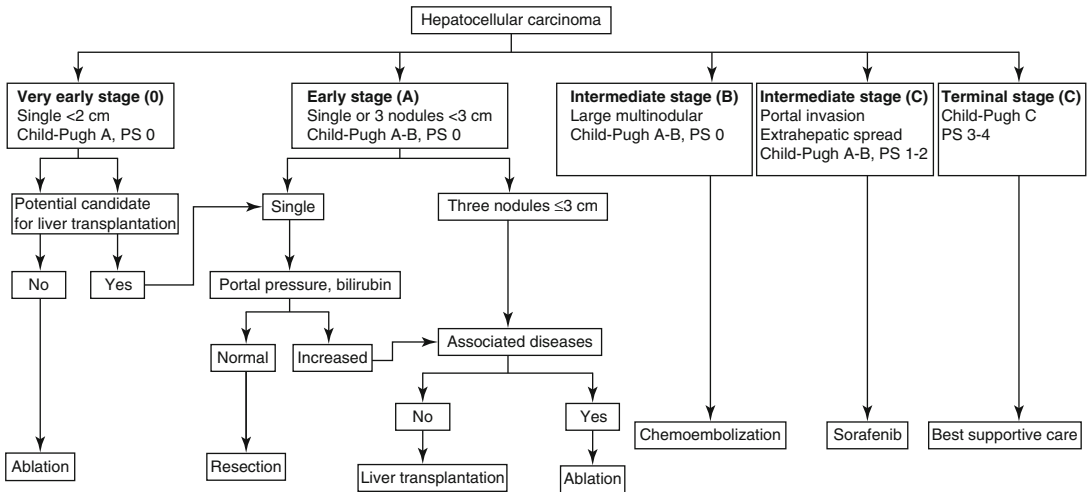 Hepatocellular carcinoma
Very early stage (0)
Single <2 cm
Child-Pugh A, PS 0
Early stage (A)
Single or 3 nodules <3 cm
Child-Pugh A-B, PS 0
Intermediate stage (B)
Large multinodular
Child-Pugh A-B, PS 0
Intermediate stage (C)
Portal invasion
Extrahepatic spread
Child-Pugh A-B, PS 1-2
Terminal stage (C)
Child-Pugh C
PS 3-4
Potential candidate
for liver transplantation
Single
Three nodules ≤3 cm
No
Yes
Portal pressure, bilirubin
Normal
Increased
Associated diseases
No
Yes
Chemoembolization
Sorafenib
Best supportive care
Ablation
Resection
Liver transplantation
Ablation